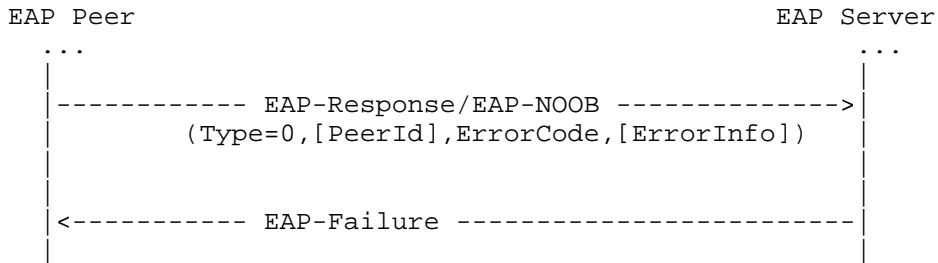 EAP Peer                                             EAP Server
  ...                                                   ...
   |                                                     |
   |------------ EAP-Response/EAP-NOOB -------------->|
   |        (Type=0,[PeerId],ErrorCode,[ErrorInfo])      |
   |                                                     |
   |                                                     |
   |<----------- EAP-Failure -------------------------|
   |                                                     |